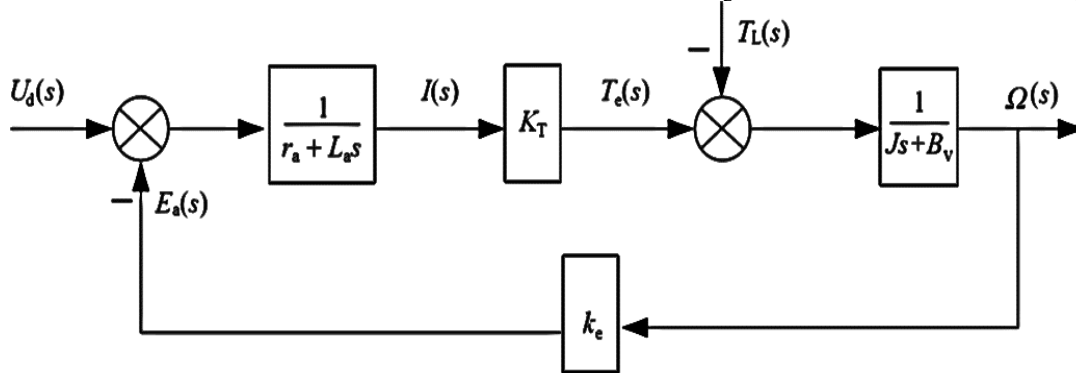 U_d(s)
1
r_a + L_a s
I(s)
K_T
T_e(s)
−
T_L(s)
1
Js+B_v
Ω(s)
−
E_a(s)
k_e